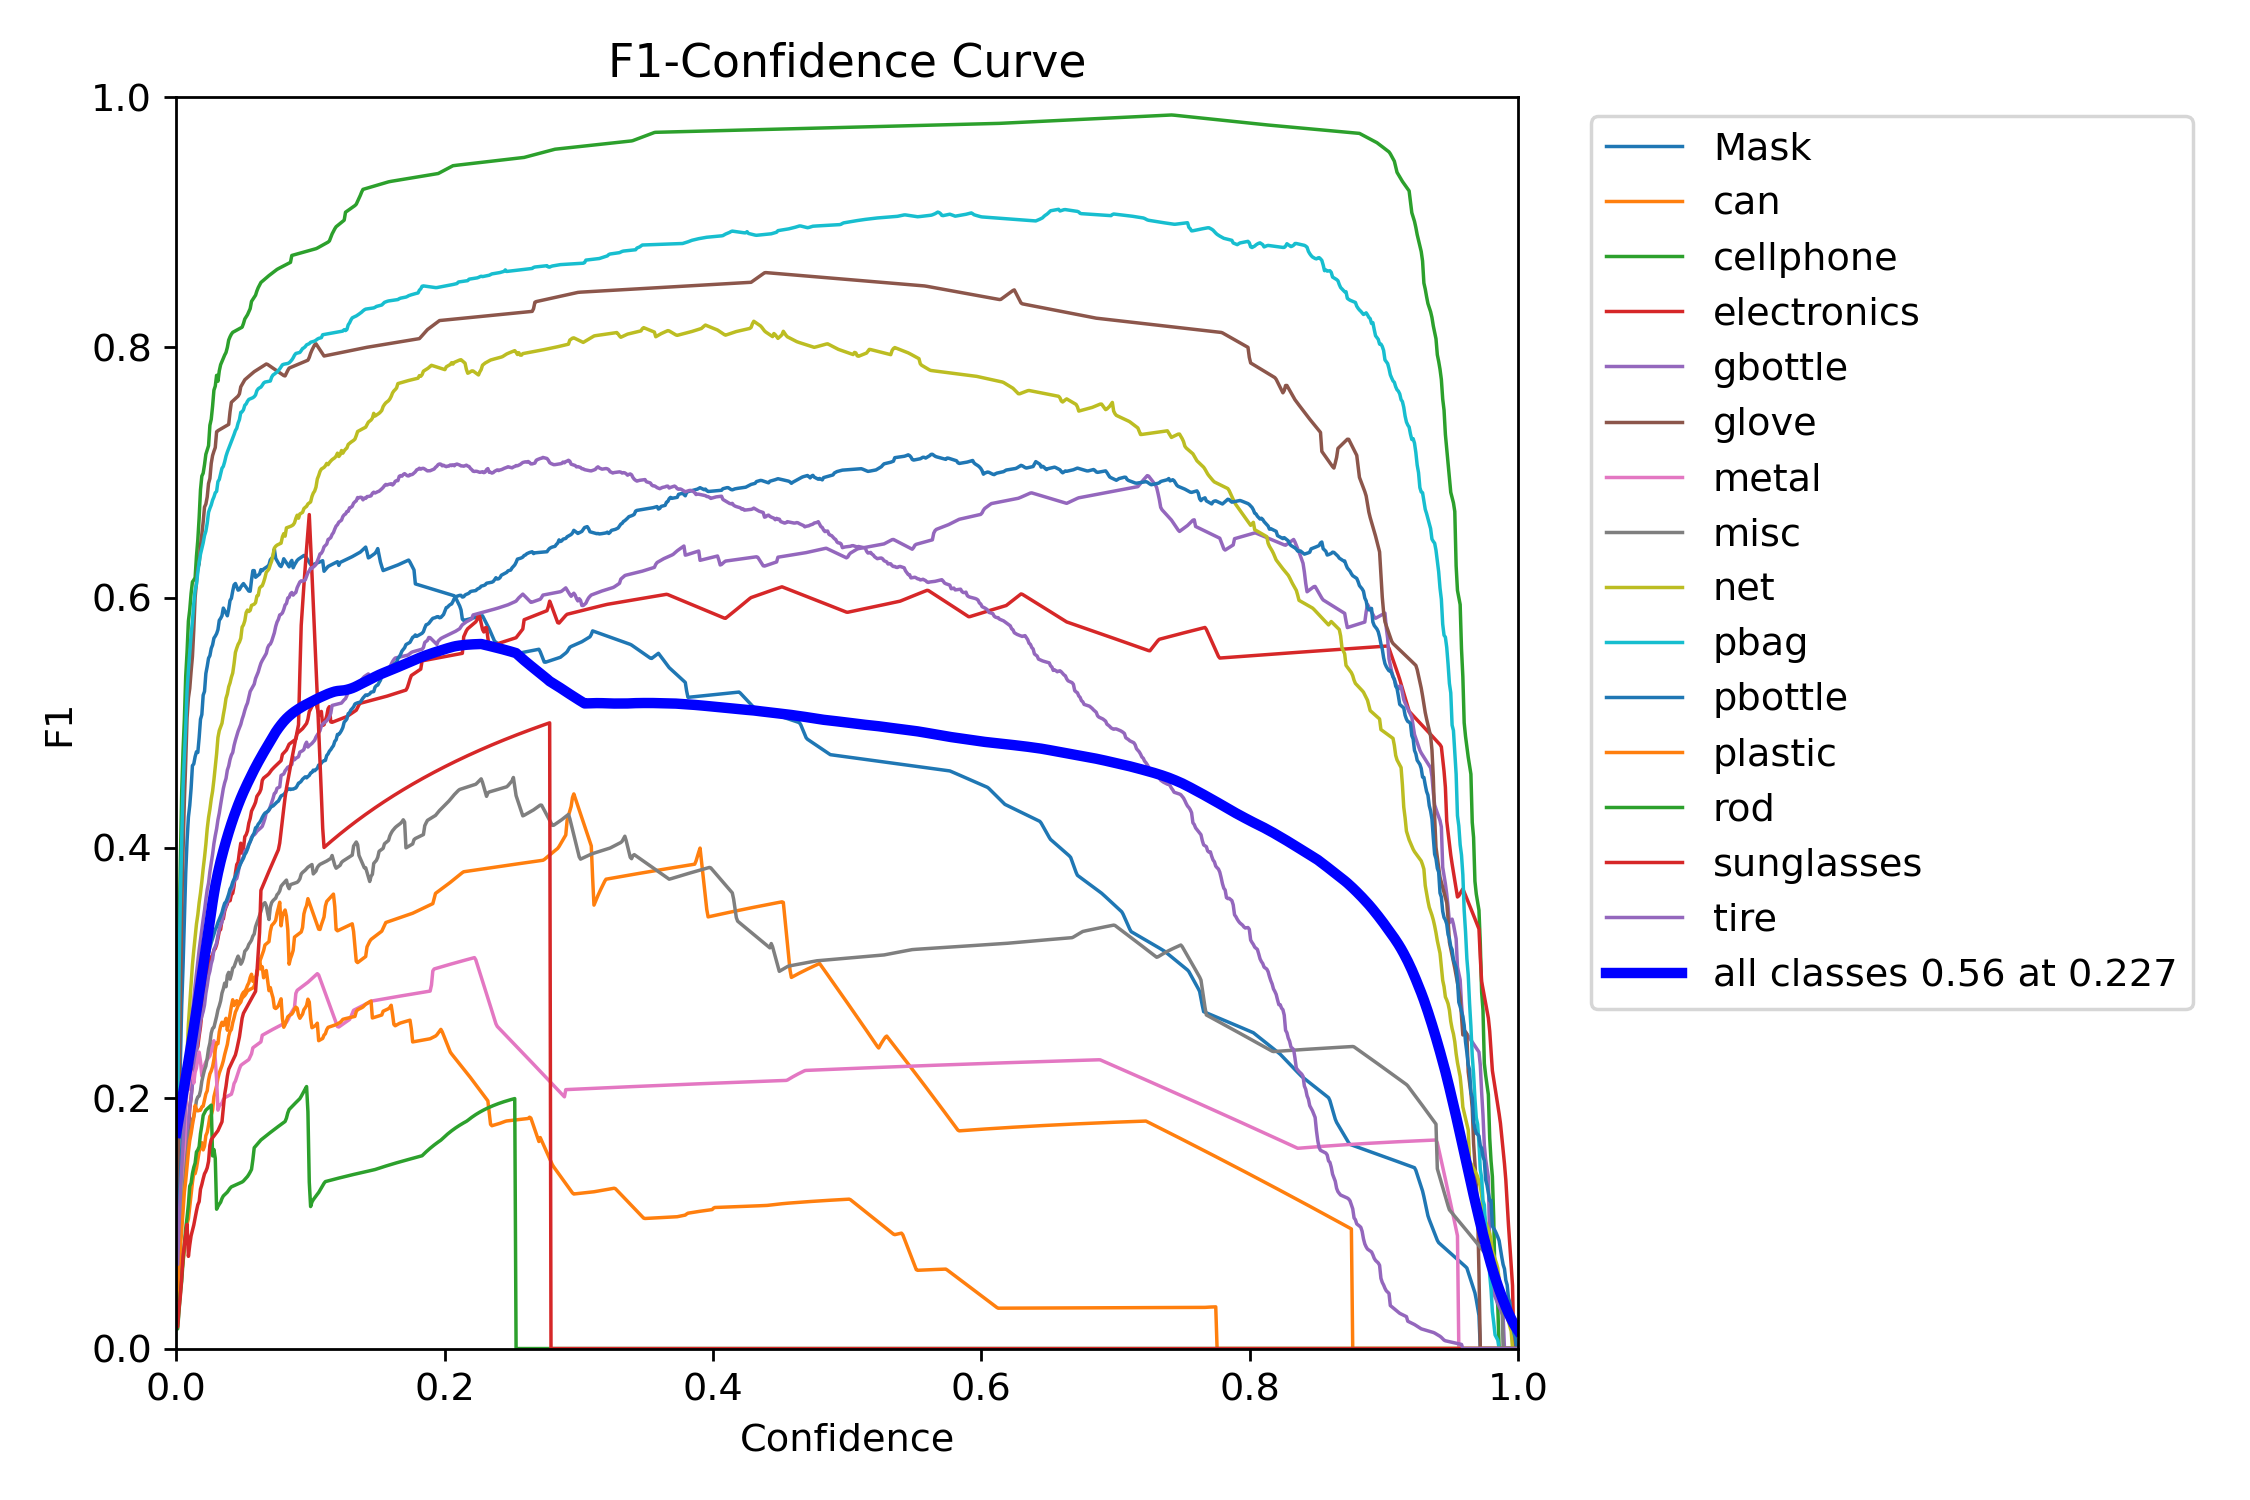 F1-Confidence Curve
1.0
0.8
0.6
0.4
0.2
0.0
F1
0.0 0.2 0.4 0.6 0.8 1.0
Confidence
Mask
can
cellphone
electronics
gbottle
glove
metal
misc
net
pbag
pbottle
plastic
rod
sunglasses
tire
all classes 0.56 at 0.227